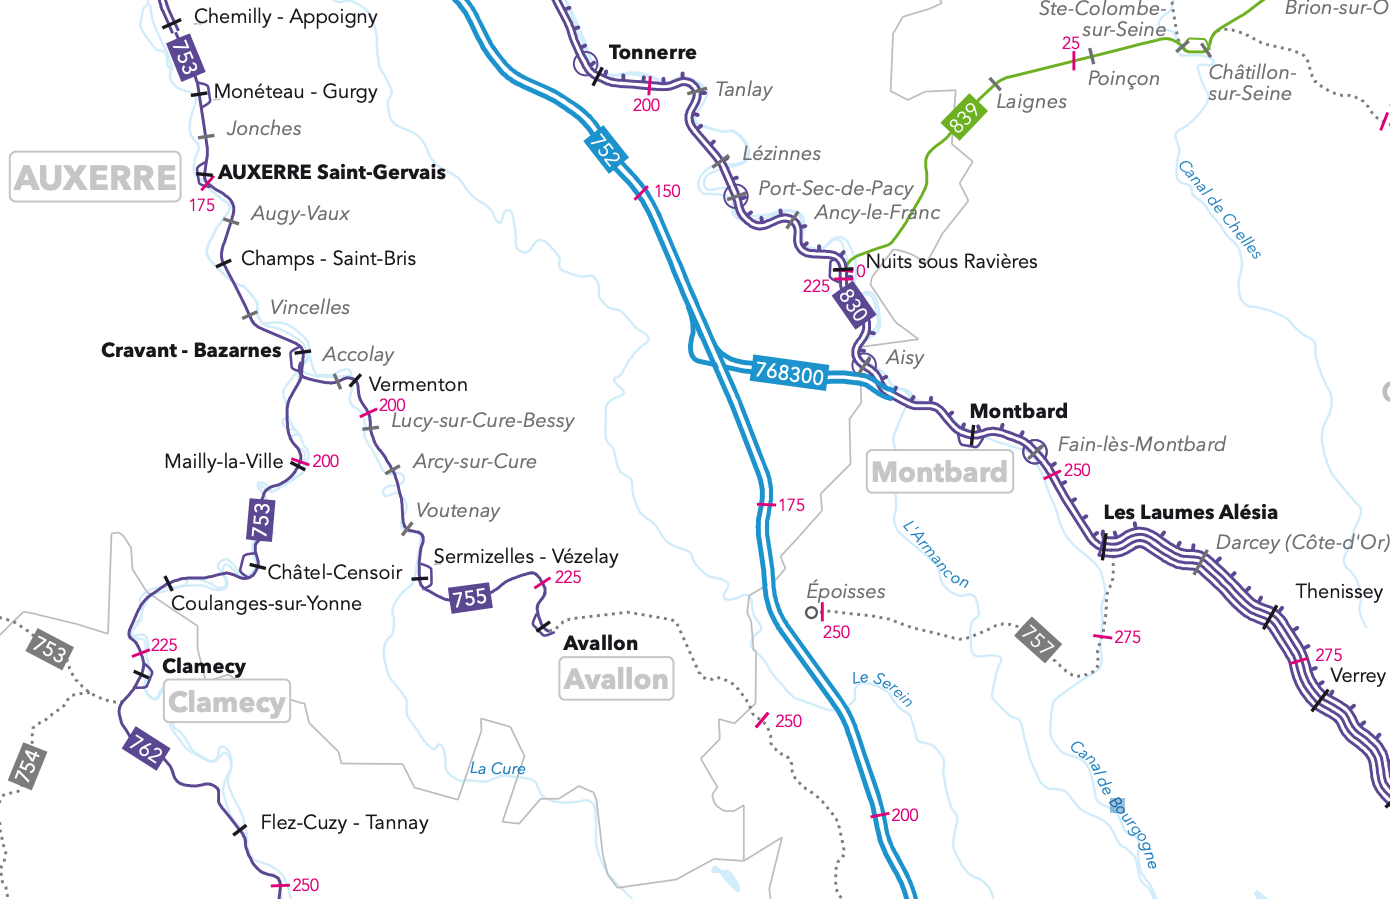 Chemilly - Appoigny
753
Monéteau - Gurgy
Jonches
AUXERRE
AUXERRE Saint-Gervais
175
Augy-Vaux
Champs - Saint-Bris
Vincelles
Cravant - Bazarnes
Accolay
Vermenton
200
Lucy-sur-Cure-Bessy
Mailly-la-Ville
200
Arcy-sur-Cure
753
Voutenay
Sermizelles - Vézelay
Châtel-Censoir
225
755
Coulanges-sur-Yonne
753
225
Clamecy
Clamecy
Avallon
Avallon
762
754
La Cure
Flez-Cuzy - Tannay
250
Tonnerre
200
Tanlay
752
150
Lézinnes
Port-Sec-de-Pacy
Ancy-le-Franc
Nuits sous Ravières
0
225
830
Aisy
768300
Montbard
Montbard
Fain-lès-Montbard
250
175
Les Laumes Alésia
Darcey (Côte-d'Or)
L'Armançon
Thenissey
Époisses
250
757
275
275
Verrey
Le Serein
250
200
Canal de Bourgogne
Ste-Colombe-
sur-Seine
Brion-sur-O
25
Poinçon
Châtillon-
sur-Seine
Laignes
839
Canal de Chelles